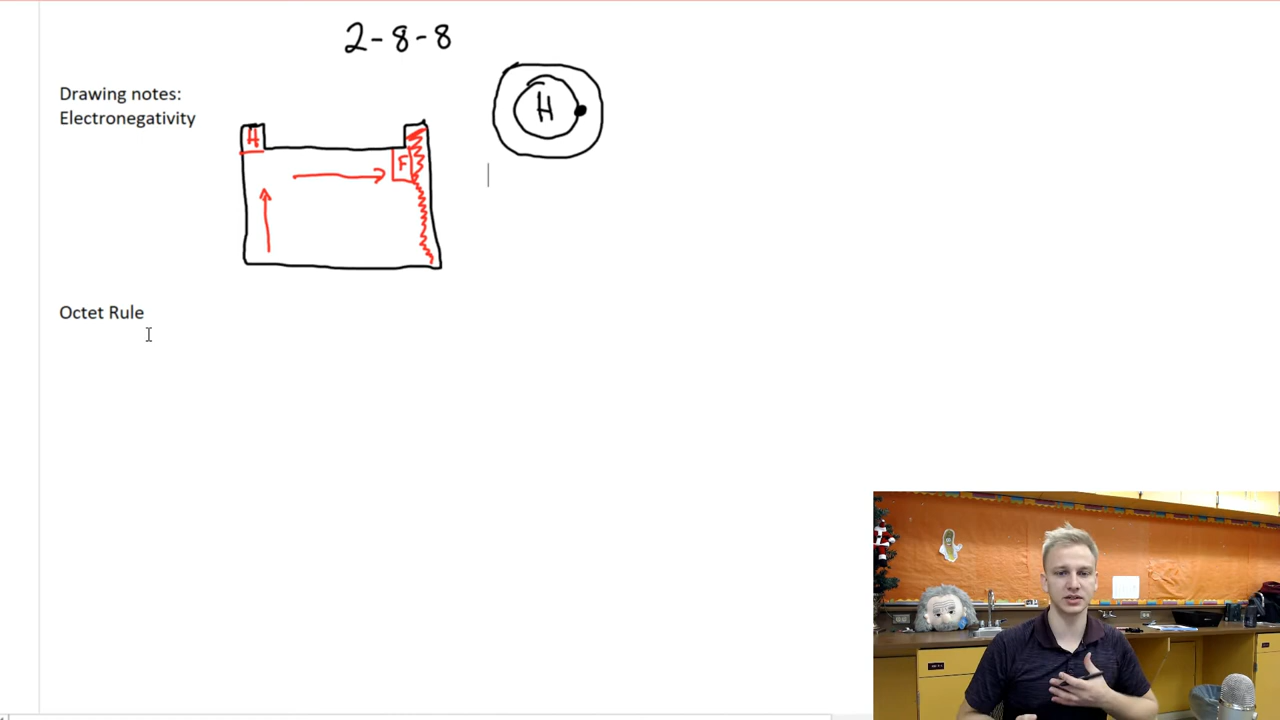 2-8-8
Drawing notes:
Electronegativity
H
H
F
Octet Rule